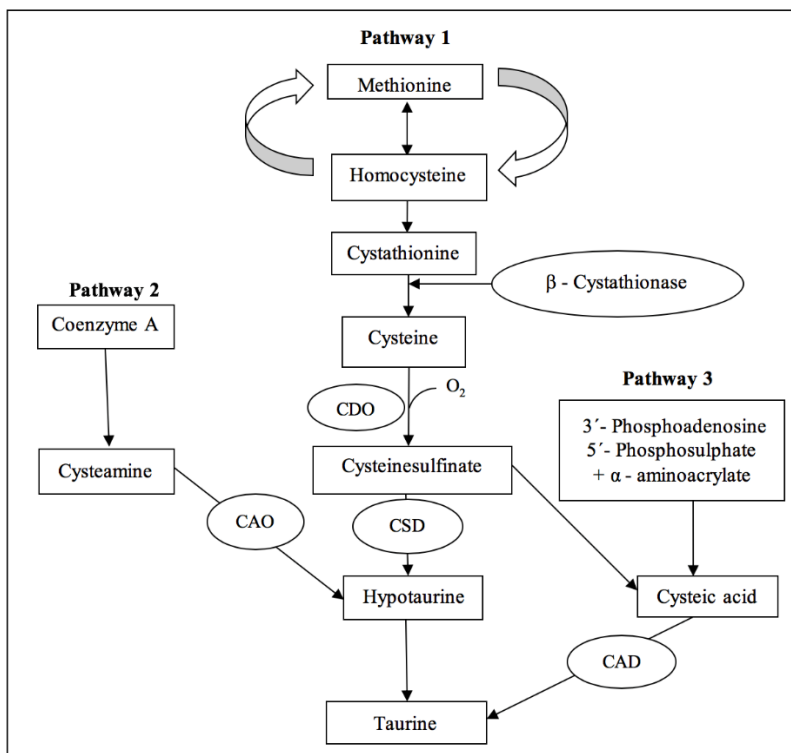 Pathway 1
Methionine
Homocysteine
Cystathionine
β - Cystathionase
Pathway 2
Coenzyme A
Cysteine
Pathway 3
CDO
O₂
3´- Phosphoadenosine
5´- Phosphosulphate
+ α - aminoacrylate
Cysteamine
Cysteinesulfinate
CAO
CSD
Hypotaurine
Cysteic acid
CAD
Taurine